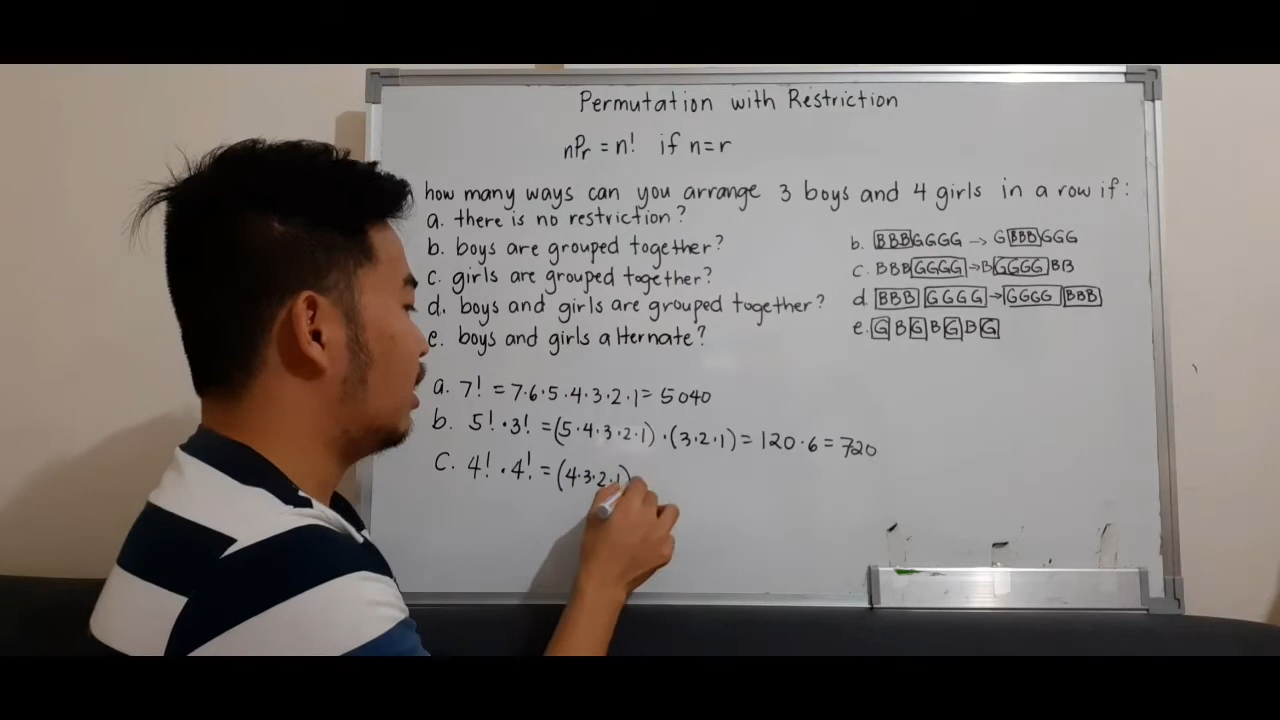 Permutation with Restriction
nPr = n! if n=r
how many ways can you arrange 3 boys and 4 girls in a row if:
a. there is no restriction?
b. boys are grouped together?
c. girls are grouped together?
d. boys and girls are grouped together?
e. boys and girls alternate?
b. BBBGGGG → GBBBGGG
c. BBBGGGG → BGGGGBB
d. BBB GGGG → GGGG BBB
e. GBGBGBG
a. 7! = 7·6·5·4·3·2·1 = 5040
b. 5! · 3! = (5·4·3·2·1) · (3·2·1) = 120·6 = 720
c. 4! · 4! = (4·3·2·1)